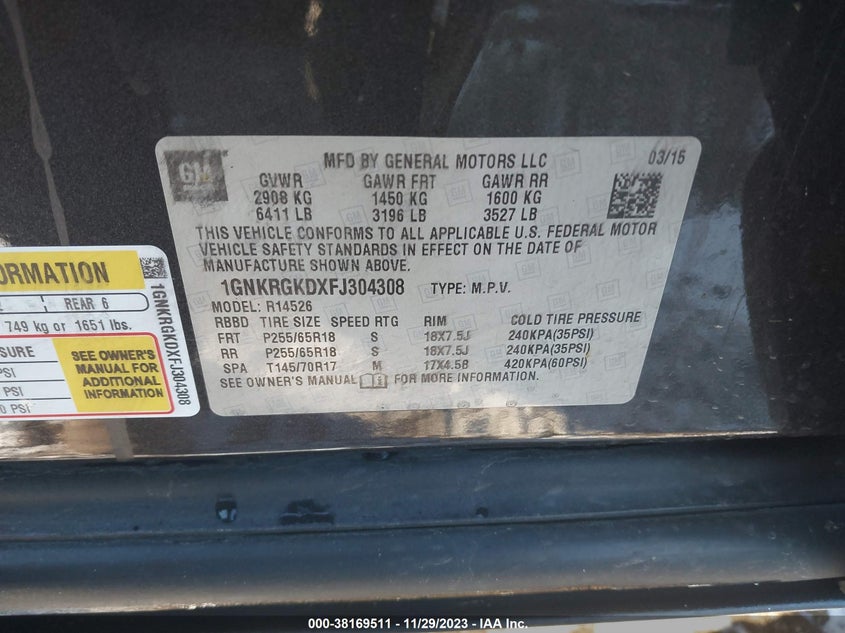 GM
MFD BY GENERAL MOTORS LLC 03/15
GVWR GAWR FRT GAWR RR
2908 KG 1450 KG 1600 KG
6411 LB 3196 LB 3527 LB
THIS VEHICLE CONFORMS TO ALL APPLICABLE U.S. FEDERAL MOTOR
VEHICLE SAFETY STANDARDS IN EFFECT ON THE DATE OF
MANUFACTURE SHOWN ABOVE.
1GNKRGKDXFJ304308 TYPE: M.P.V.
MODEL: R14526
RBBD TIRE SIZE SPEED RTG RIM COLD TIRE PRESSURE
FRT P255/65R18 S 18X7.5J 240KPA(35PSI)
RR P255/65R18 S 18X7.5J 240KPA(35PSI)
SPA T145/70R17 M 17X4.5B 420KPA(60PSI)
SEE OWNER'S MANUAL FOR MORE INFORMATION.
ORMATION
REAR 6
749 kg or 1651 lbs.
SURE
PSI
PSI
0 PSI
SEE OWNER'S
MANUAL FOR
ADDITIONAL
INFORMATION
1GNKRGKDXFJ304308
000-38169511 - 11/29/2023 - IAA Inc.